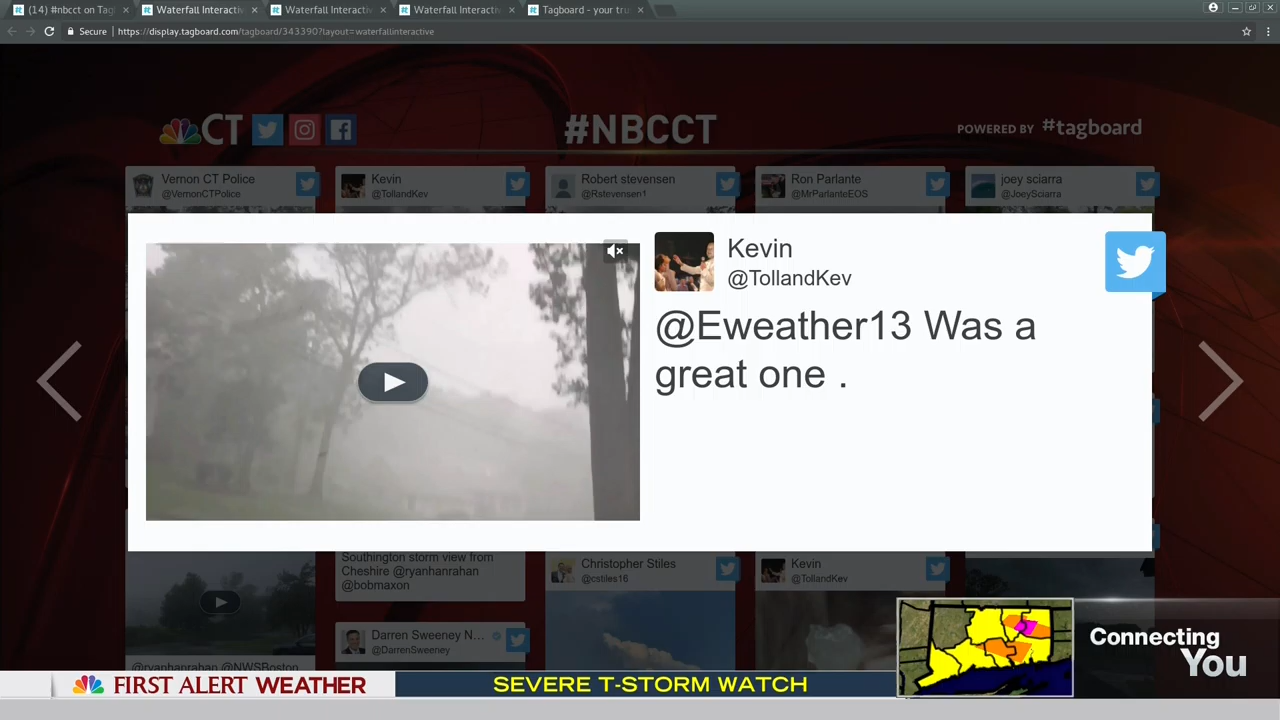 (14) #nbcct on Tag
Waterfall Interactiv
Waterfall Interactiv
Waterfall Interactiv
Tagboard - your tru
Secure
https://display.tagboard.com/tagboard/343390?layout=waterfallinteractive
CT
#NBCCT
POWERED BY #tagboard
Vernon CT Police
@VernonCTPolice
Kevin
@TollandKev
Robert stevensen
@Rstevensen1
Ron Parlante
@MrParlanteEOS
joey sciarra
@JoeySciarra
Kevin
@TollandKev
@Eweather13 Was a
great one .
Southington storm view from
Cheshire @ryanhanrahan
@bobmaxon
Christopher Stiles
@cstiles16
Kevin
@TollandKev
Darren Sweeney N...
@DarrenSweeney
@ryanhanrahan @NWSBoston
Connecting
You
FIRST ALERT WEATHER
SEVERE T-STORM WATCH